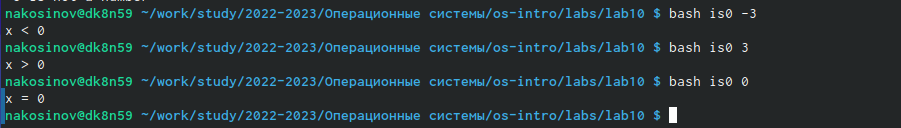 nakosinov@dk8n59 ~/work/study/2022-2023/Операционные системы/os-intro/labs/lab10 $ bash is0 -3
x < 0
nakosinov@dk8n59 ~/work/study/2022-2023/Операционные системы/os-intro/labs/lab10 $ bash is0 3
x > 0
nakosinov@dk8n59 ~/work/study/2022-2023/Операционные системы/os-intro/labs/lab10 $ bash is0 0
x = 0
nakosinov@dk8n59 ~/work/study/2022-2023/Операционные системы/os-intro/labs/lab10 $